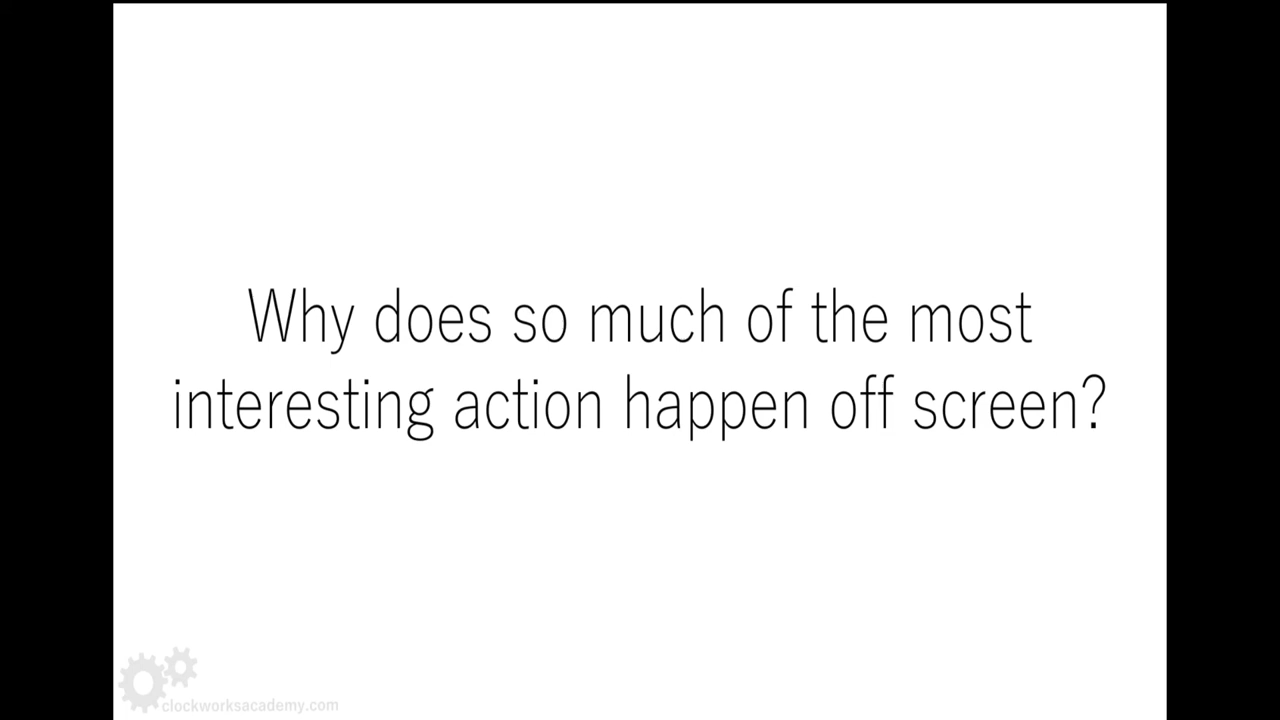 Why does so much of the most
interesting action happen off screen?
clockworksacademy.com